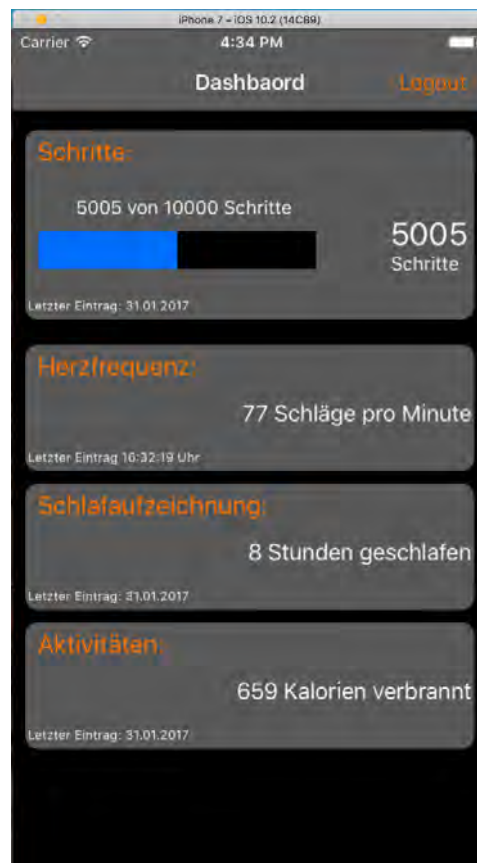 iPhone 7 – iOS 10.2 (14C89)
Carrier 4:34 PM
Dashbaord Logout
Schritte:
5005 von 10000 Schritte
5005
Schritte
Letzter Eintrag: 31.01.2017
Herzfrequenz:
77 Schläge pro Minute
Letzter Eintrag 16:32:19 Uhr
Schlafaufzeichnung:
8 Stunden geschlafen
Letzter Eintrag: 31.01.2017
Aktivitäten:
659 Kalorien verbrannt
Letzter Eintrag: 31.01.2017